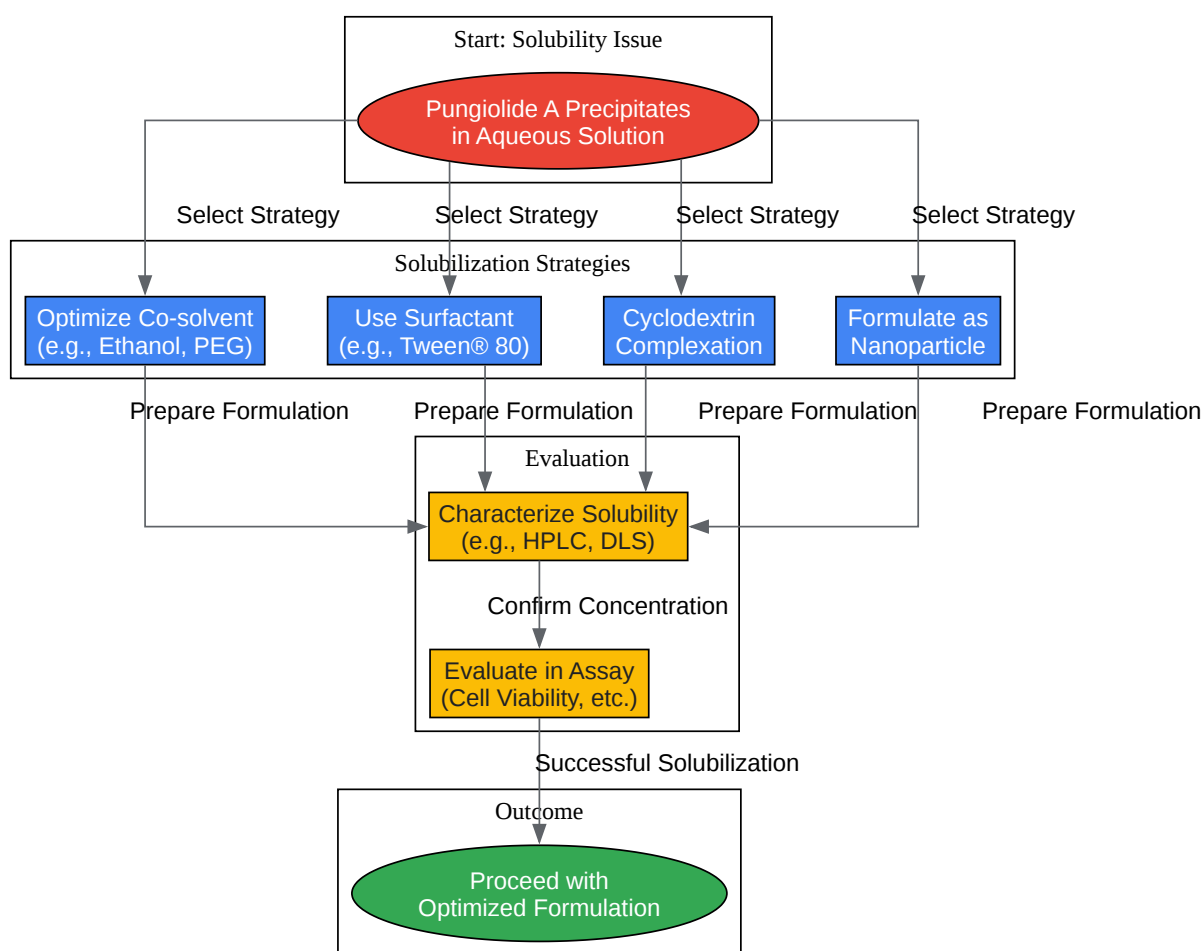 Start: Solubility Issue
Pungiolide A Precipitates
in Aqueous Solution
Select Strategy
Select Strategy
Select Strategy
Select Strategy
Solubilization Strategies
Optimize Co-solvent
(e.g., Ethanol, PEG)
Use Surfactant
(e.g., Tween® 80)
Cyclodextrin
Complexation
Formulate as
Nanoparticle
Prepare Formulation
Prepare Formulation
Prepare Formulation
Prepare Formulation
Evaluation
Characterize Solubility
(e.g., HPLC, DLS)
Confirm Concentration
Evaluate in Assay
(Cell Viability, etc.)
Successful Solubilization
Outcome
Proceed with
Optimized Formulation